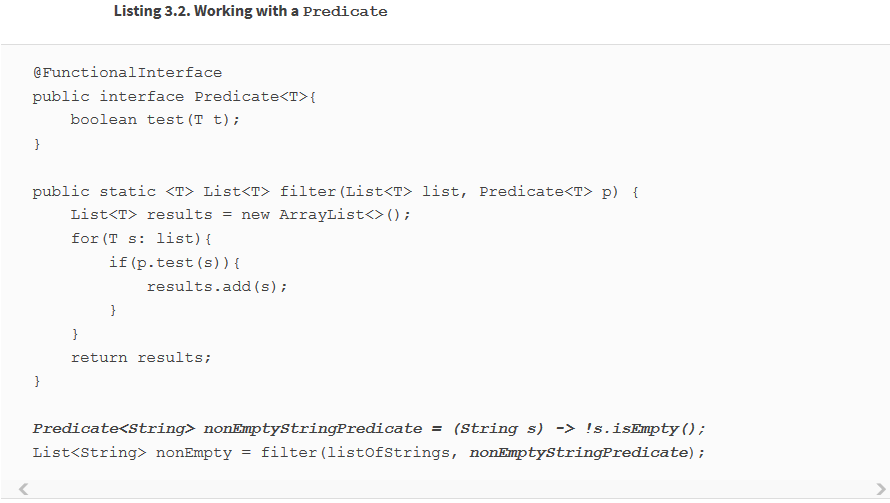 Listing 3.2. Working with a Predicate
@FunctionalInterface
public interface Predicate<T>{
    boolean test(T t);
}
public static <T> List<T> filter(List<T> list, Predicate<T> p) {
    List<T> results = new ArrayList<>();
    for(T s: list){
        if(p.test(s)){
            results.add(s);
        }
    }
    return results;
}
Predicate<String> nonEmptyStringPredicate = (String s) -> !s.isEmpty();
List<String> nonEmpty = filter(listOfStrings, nonEmptyStringPredicate);